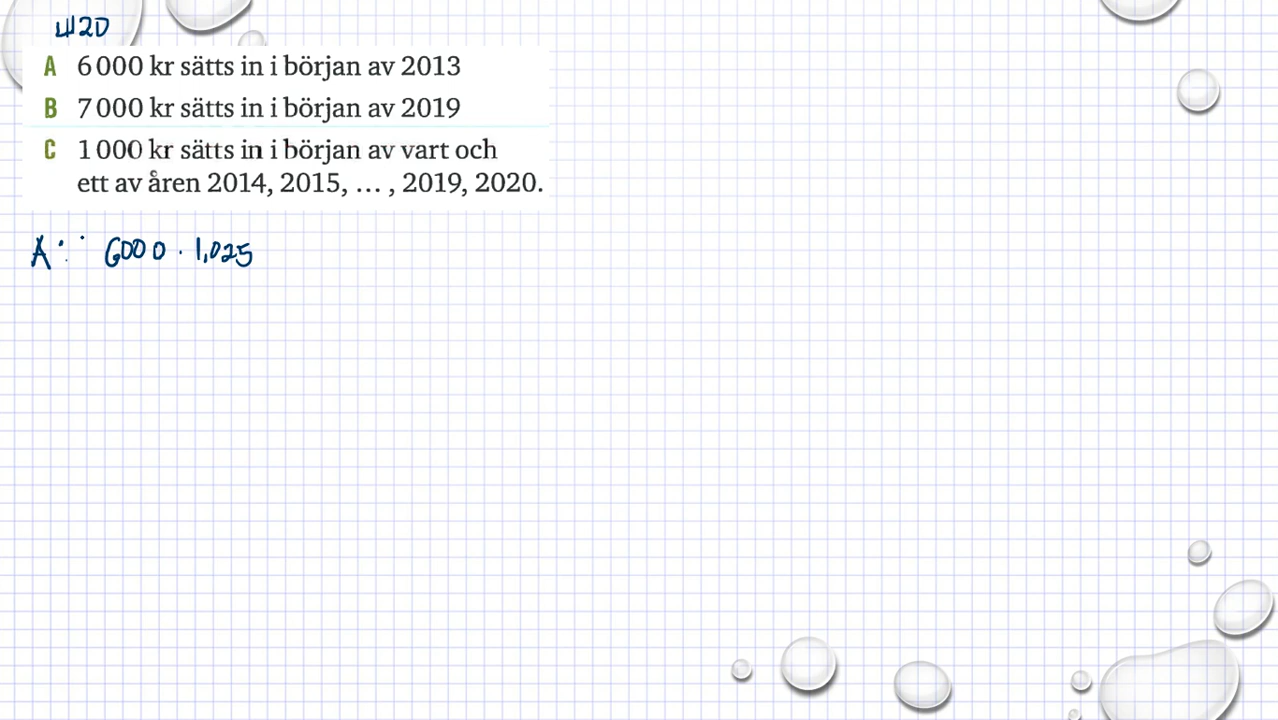 4120
A 6 000 kr sätts in i början av 2013
B 7 000 kr sätts in i början av 2019
C 1 000 kr sätts in i början av vart och
ett av åren 2014, 2015, ... , 2019, 2020.
A: 6000 · 1,025